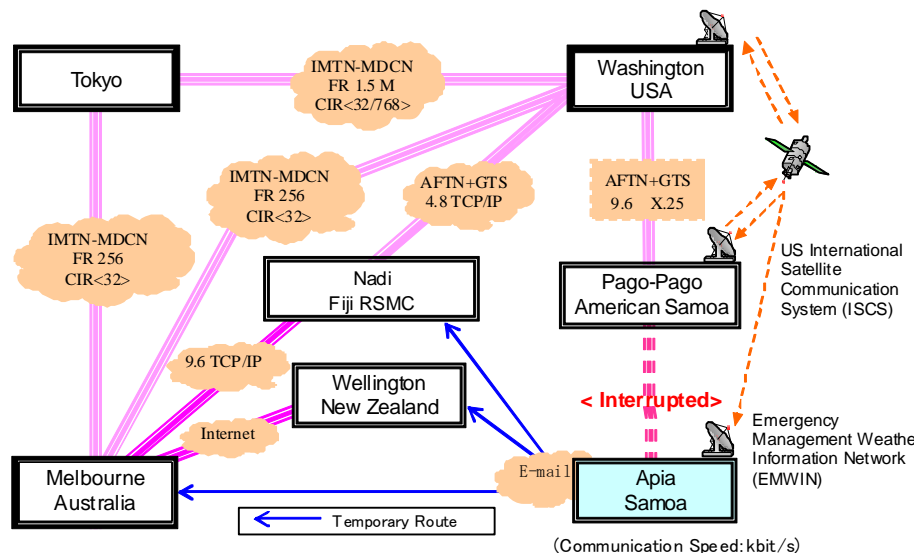 Tokyo
IMTN-MDCN
FR 1.5 M
CIR<32/768>
Washington
USA
IMTN-MDCN
FR 256
CIR<32>
AFTN+GTS
4.8 TCP/IP
AFTN+GTS
9.6 X.25
IMTN-MDCN
FR 256
CIR<32>
Nadi
Fiji RSMC
Pago-Pago
American Samoa
US International
Satellite
Communication
System (ISCS)
9.6 TCP/IP
Wellington
New Zealand
< Interrupted>
Internet
Emergency
Management Weathe
Information Network
(EMWIN)
E-mail
Melbourne
Australia
Apia
Samoa
Temporary Route
(Communication Speed:kbit/s)